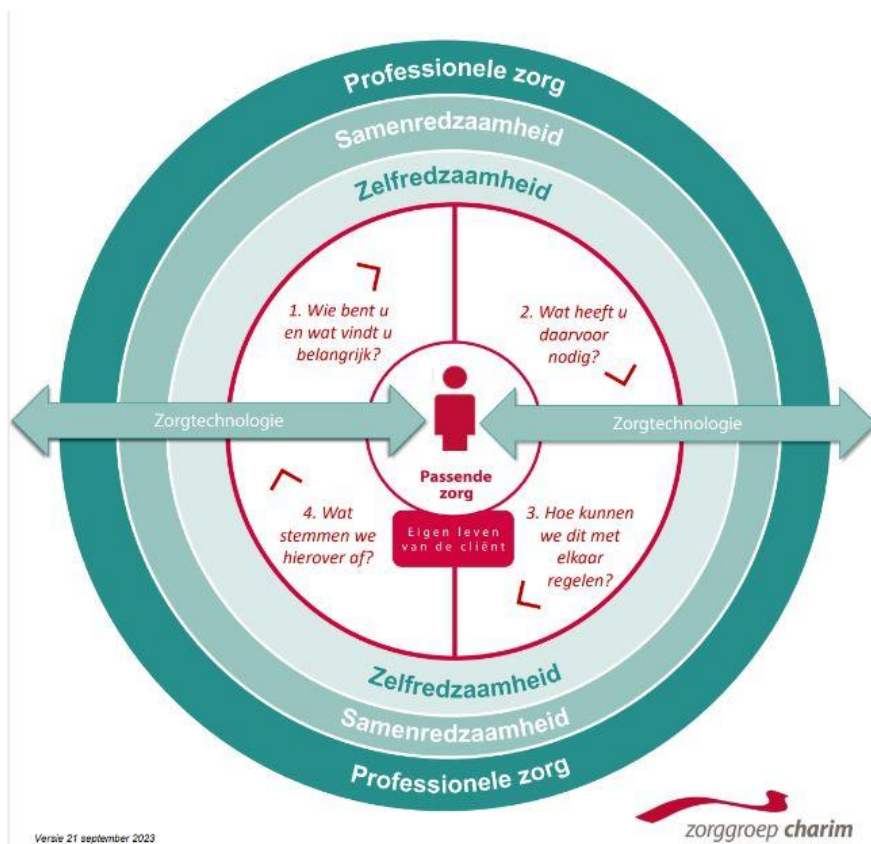 Professionele zorg
Samenredzaamheid
Zelfredzaamheid
1. Wie bent u
en wat vindt u
belangrijk?
2. Wat heeft u
daarvoor
nodig?
Zorgtechnologie
Zorgtechnologie
Passende
zorg
Eigen leven
van de cliënt
4. Wat
stemmen we
hierover af?
3. Hoe kunnen
we dit met
elkaar
regelen?
Zelfredzaamheid
Samenredzaamheid
Professionele zorg
zorggroep charim
Versie 21 september 2023